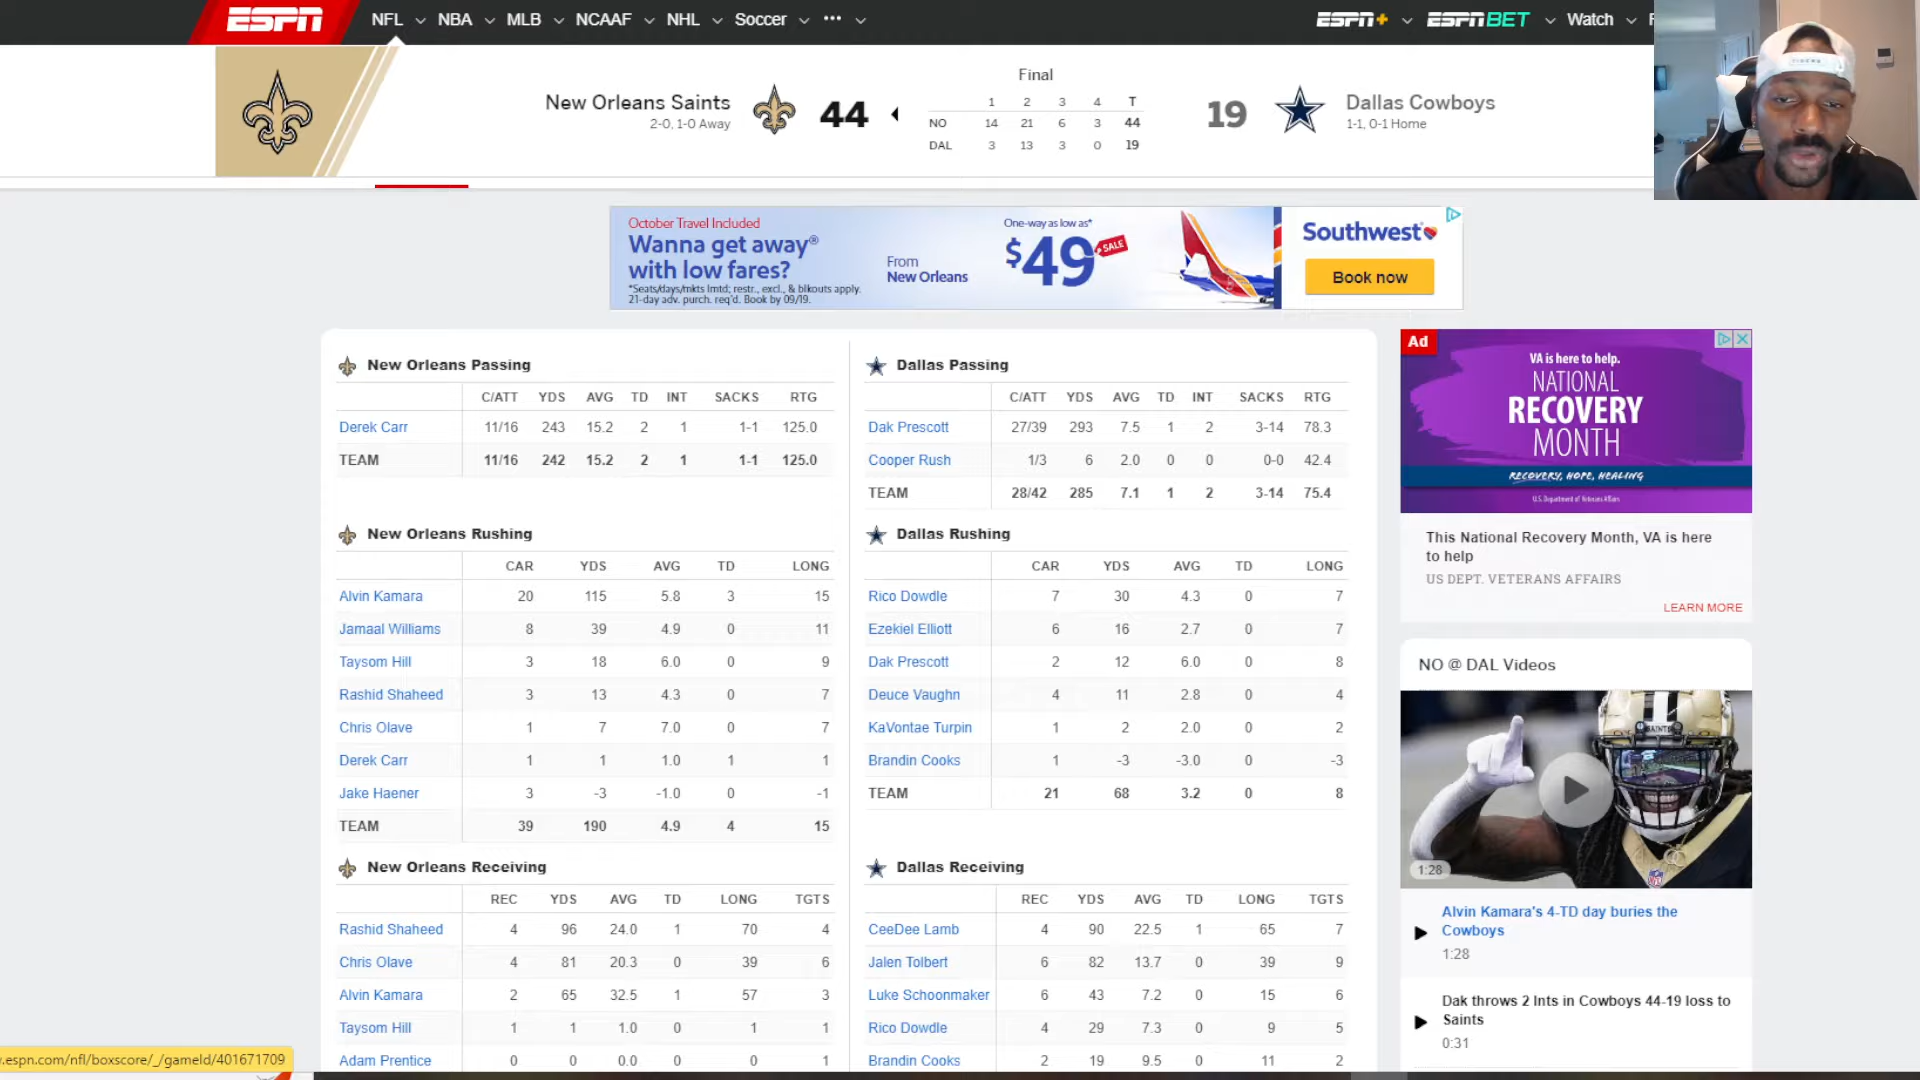 ESPN NFL NBA MLB NCAAF NHL Soccer ••• ESPN+ ESPN BET Watch
Final
New Orleans Saints 44 19 Dallas Cowboys
2-0, 1-0 Away 1-1, 0-1 Home
1 2 3 4 T
NO 14 21 6 3 44
DAL 3 13 3 0 19
October Travel Included
Wanna get away®
with low fares?
*Seats/days/mkts lmtd; restr., excl., & blkouts apply.
21-day adv. purch. req'd. Book by 09/19.
From
New Orleans
One-way as low as*
$49 SALE
Southwest
Book now
New Orleans Passing
C/ATT YDS AVG TD INT SACKS RTG
Derek Carr 11/16 243 15.2 2 1 1-1 125.0
TEAM 11/16 242 15.2 2 1 1-1 125.0
Dallas Passing
C/ATT YDS AVG TD INT SACKS RTG
Dak Prescott 27/39 293 7.5 1 2 3-14 78.3
Cooper Rush 1/3 6 2.0 0 0 0-0 42.4
TEAM 28/42 285 7.1 1 2 3-14 75.4
New Orleans Rushing
CAR YDS AVG TD LONG
Alvin Kamara 20 115 5.8 3 15
Jamaal Williams 8 39 4.9 0 11
Taysom Hill 3 18 6.0 0 9
Rashid Shaheed 3 13 4.3 0 7
Chris Olave 1 7 7.0 0 7
Derek Carr 1 1 1.0 1 1
Jake Haener 3 -3 -1.0 0 -1
TEAM 39 190 4.9 4 15
Dallas Rushing
CAR YDS AVG TD LONG
Rico Dowdle 7 30 4.3 0 7
Ezekiel Elliott 6 16 2.7 0 7
Dak Prescott 2 12 6.0 0 8
Deuce Vaughn 4 11 2.8 0 4
KaVontae Turpin 1 2 2.0 0 2
Brandin Cooks 1 -3 -3.0 0 -3
TEAM 21 68 3.2 0 8
New Orleans Receiving
REC YDS AVG TD LONG TGTS
Rashid Shaheed 4 96 24.0 1 70 4
Chris Olave 4 81 20.3 0 39 6
Alvin Kamara 2 65 32.5 1 57 3
Taysom Hill 1 1 1.0 0 1 1
Adam Prentice 0 0 0.0 0 0 1
Dallas Receiving
REC YDS AVG TD LONG TGTS
CeeDee Lamb 4 90 22.5 1 65 7
Jalen Tolbert 6 82 13.7 0 39 9
Luke Schoonmaker 6 43 7.2 0 15 6
Rico Dowdle 4 29 7.3 0 9 5
Brandin Cooks 2 19 9.5 0 11 2
Ad
VA is here to help.
NATIONAL
RECOVERY
MONTH
RECOVERY, HOPE, HEALING
U.S. Department of Veterans Affairs
This National Recovery Month, VA is here
to help
US DEPT. VETERANS AFFAIRS
LEARN MORE
NO @ DAL Videos
SAINTS
NFL
1:28
Alvin Kamara's 4-TD day buries the
Cowboys
1:28
Dak throws 2 Ints in Cowboys 44-19 loss to
Saints
0:31
.espn.com/nfl/boxscore/_/gameId/401671709